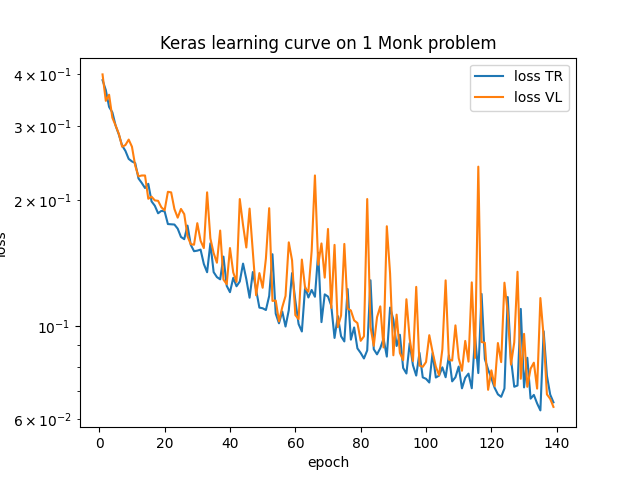 Keras learning curve on 1 Monk problem
loss TR
loss VL
4 × 10⁻¹
3 × 10⁻¹
2 × 10⁻¹
10⁻¹
6 × 10⁻²
loss
0 20 40 60 80 100 120 140
epoch